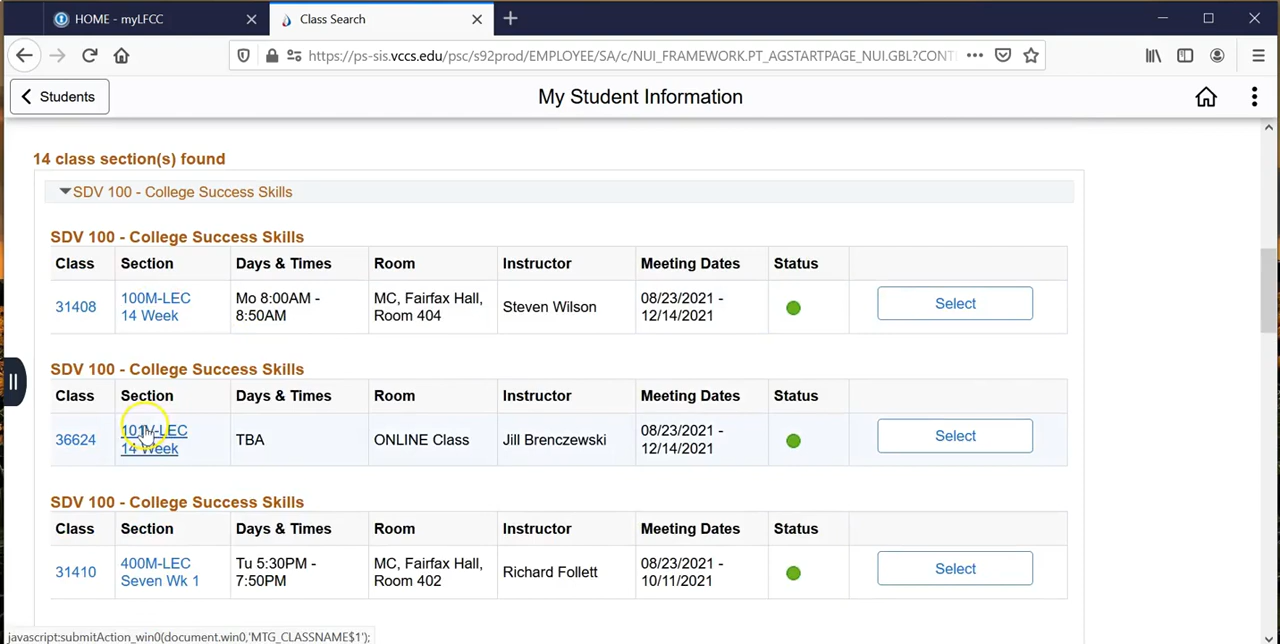 HOME - myLFCC
Class Search
https://ps-sis.vccs.edu/psc/s92prod/EMPLOYEE/SA/c/NUI_FRAMEWORK.PT_AGSTARTPAGE_NUI.GBL?CONT
Students
My Student Information
14 class section(s) found
SDV 100 - College Success Skills
SDV 100 - College Success Skills
Class Section Days & Times Room Instructor Meeting Dates Status
31408 100M-LEC 14 Week Mo 8:00AM - 8:50AM MC, Fairfax Hall, Room 404 Steven Wilson 08/23/2021 - 12/14/2021 Select
SDV 100 - College Success Skills
Class Section Days & Times Room Instructor Meeting Dates Status
36624 14 Week TBA ONLINE Class Jill Brenczewski 08/23/2021 - 12/14/2021 Select
SDV 100 - College Success Skills
Class Section Days & Times Room Instructor Meeting Dates Status
31410 400M-LEC Seven Wk 1 Tu 5:30PM - 7:50PM MC, Fairfax Hall, Room 402 Richard Follett 08/23/2021 - 10/11/2021 Select
javascript:submitAction_win0(document.win0,'MTG_CLASSNAME$1');